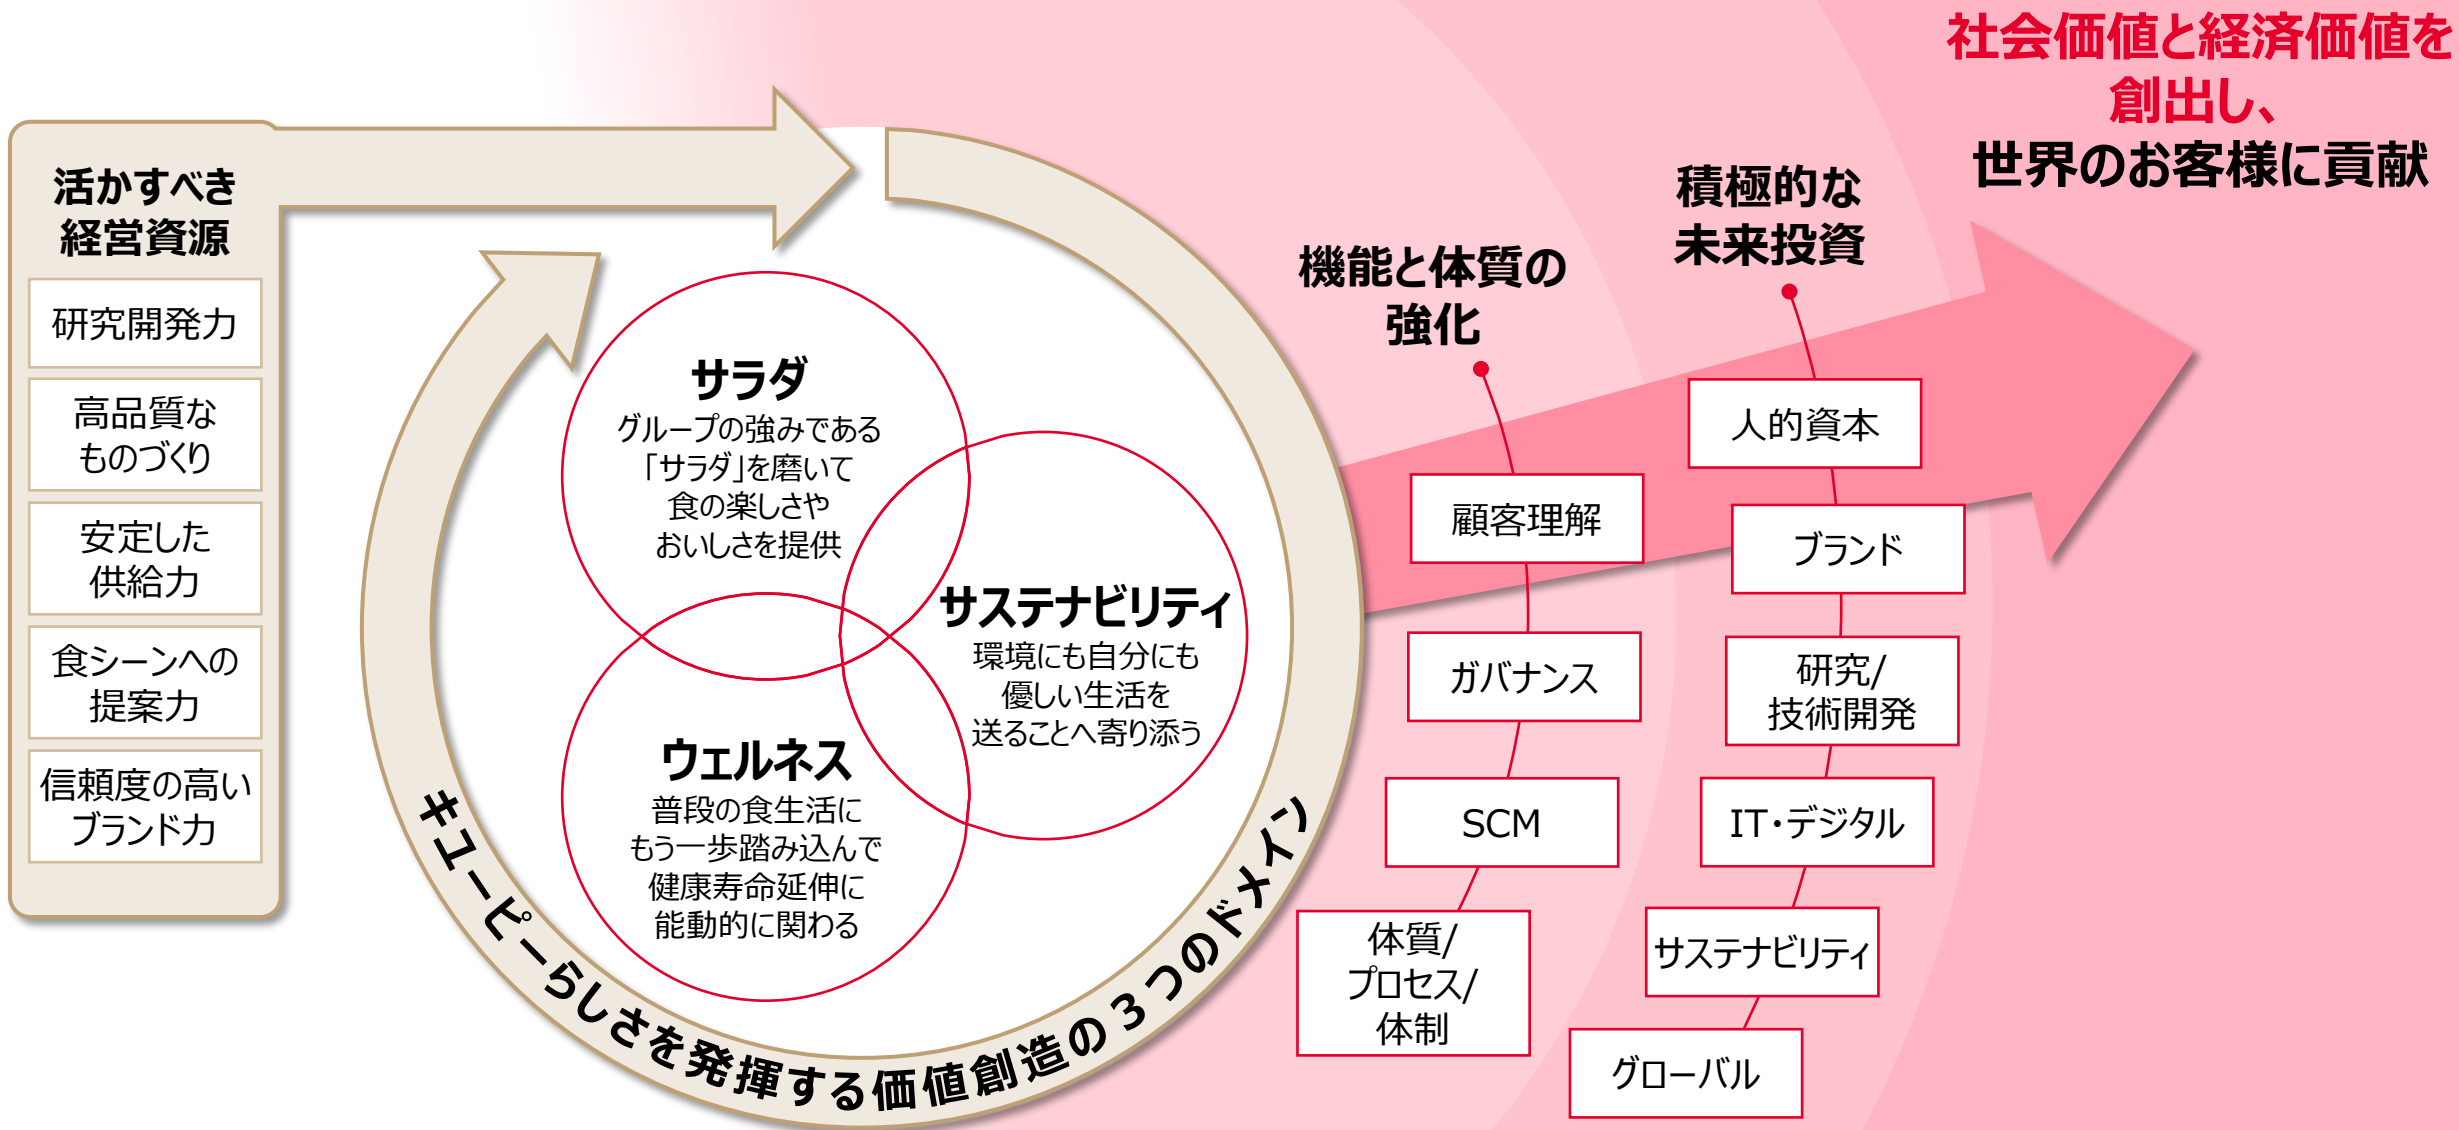 活かすべき
経営資源
研究開発力
高品質な
ものづくり
安定した
供給力
食シーンへの
提案力
信頼度の高い
ブランド力
サラダ
グループの強みである
「サラダ」を磨いて
食の楽しさや
おいしさを提供
サステナビリティ
環境にも自分にも
優しい生活を
送ることへ寄り添う
ウェルネス
普段の食生活に
もう一歩踏み込んで
健康寿命延伸に
能動的に関わる
キユーピーらしさを発揮する価値創造の3つのドメイン
機能と体質の
強化
顧客理解
ガバナンス
SCM
体質/
プロセス/
体制
積極的な
未来投資
人的資本
ブランド
研究/
技術開発
IT・デジタル
サステナビリティ
グローバル
社会価値と経済価値を
創出し、
世界のお客様に貢献